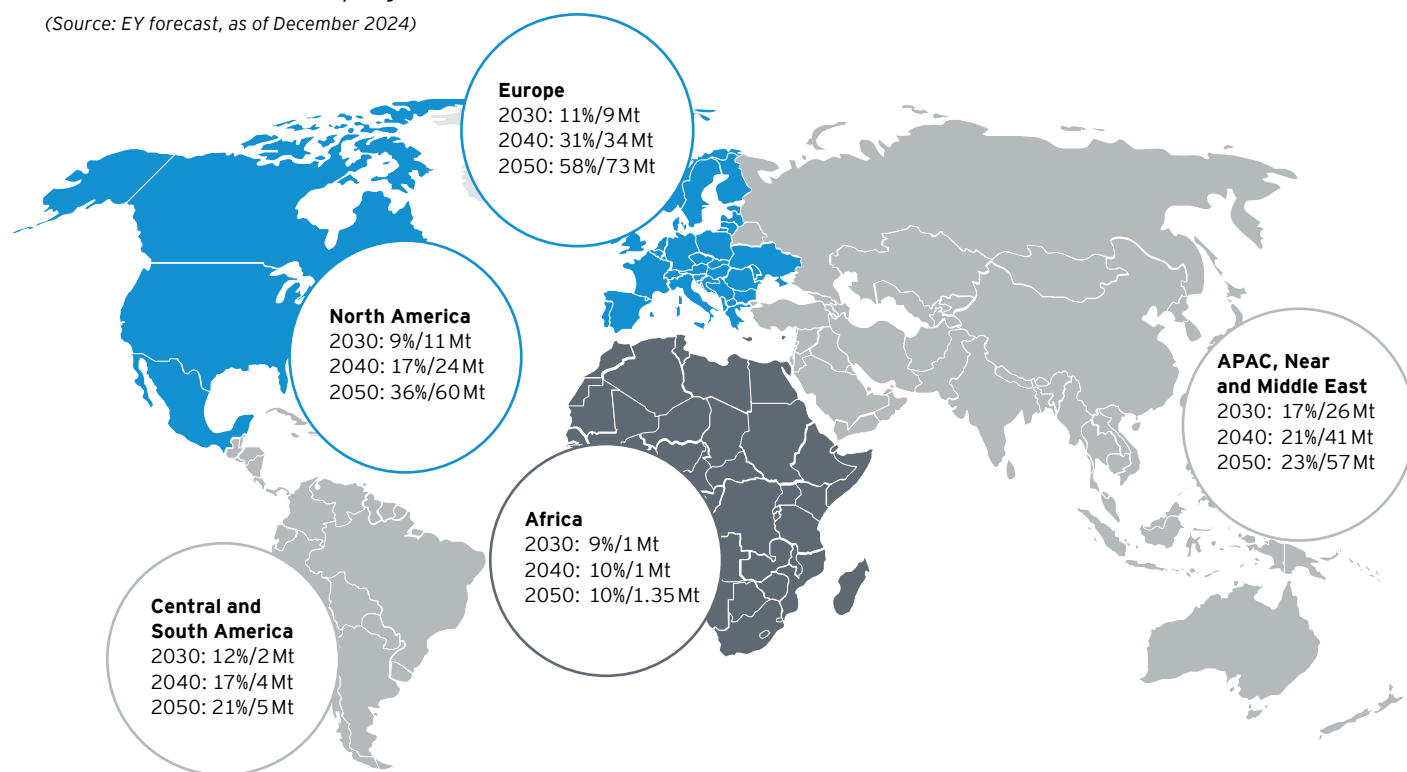 (Source: EY forecast, as of December 2024)
Europe
2030: 11%/9 Mt
2040: 31%/34 Mt
2050: 58%/73 Mt
North America
2030: 9%/11 Mt
2040: 17%/24 Mt
2050: 36%/60 Mt
APAC, Near
and Middle East
2030: 17%/26 Mt
2040: 21%/41 Mt
2050: 23%/57 Mt
Africa
2030: 9%/1 Mt
2040: 10%/1 Mt
2050: 10%/1.35 Mt
Central and
South America
2030: 12%/2 Mt
2040: 17%/4 Mt
2050: 21%/5 Mt